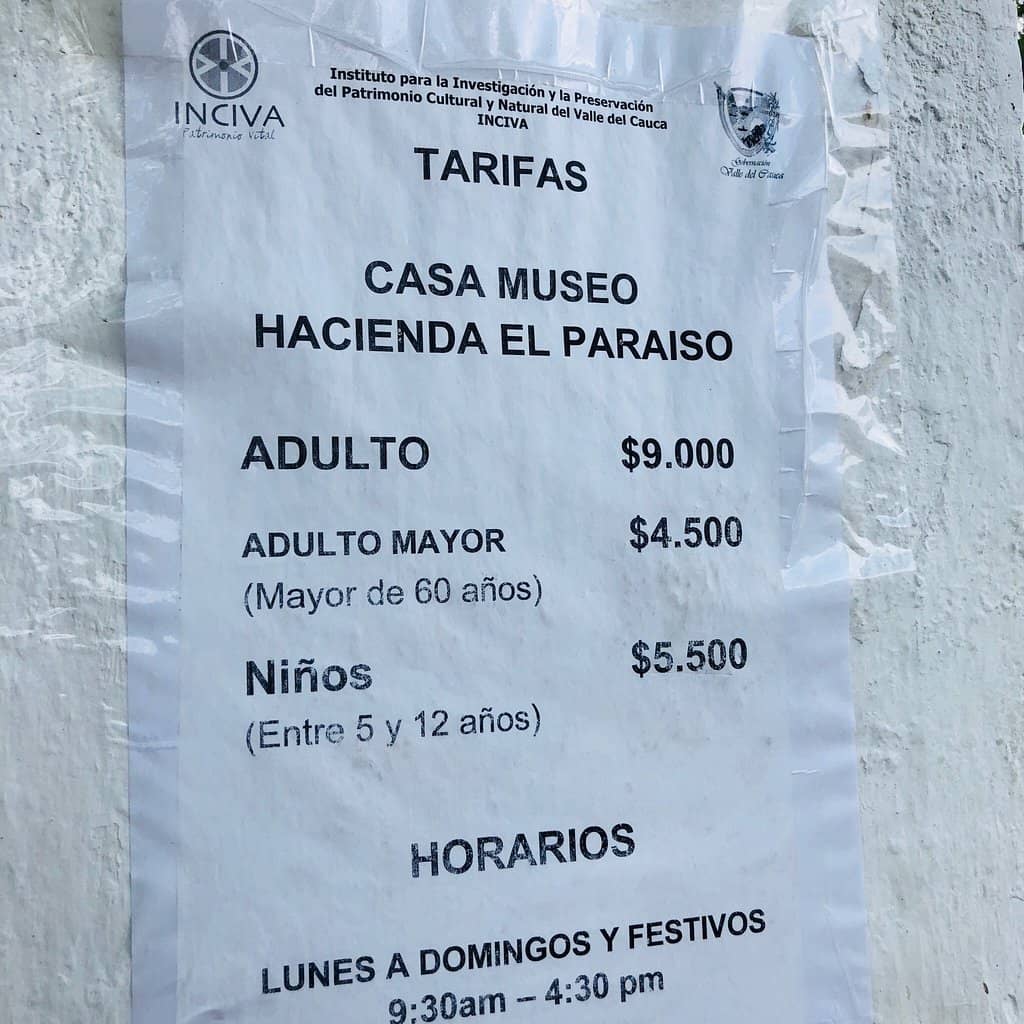 INCIVA
Patrimonio Vital
Instituto para la Investigación y la Preservación
del Patrimonio Cultural y Natural del Valle del Cauca
INCIVA
Gobernación
Valle del Cauca
TARIFAS
CASA MUSEO
HACIENDA EL PARAISO
ADULTO $9.000
ADULTO MAYOR $4.500
(Mayor de 60 años)
Niños $5.500
(Entre 5 y 12 años)
HORARIOS
LUNES A DOMINGOS Y FESTIVOS
9:30am – 4:30 pm